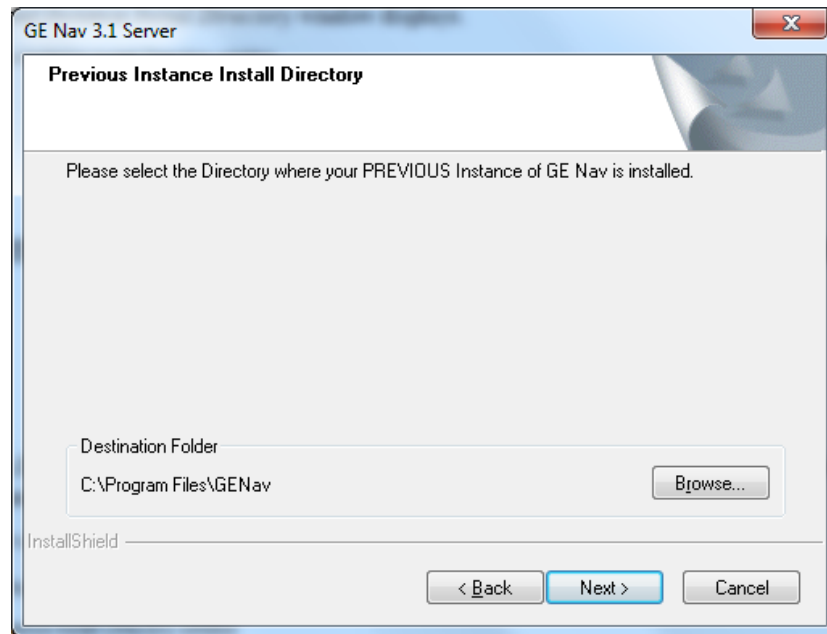 GE Nav 3.1 Server
Previous Instance Install Directory
Please select the Directory where your PREVIOUS Instance of GE Nav is installed.
Destination Folder
C:\Program Files\GENav
Browse...
InstallShield
< Back
Next >
Cancel